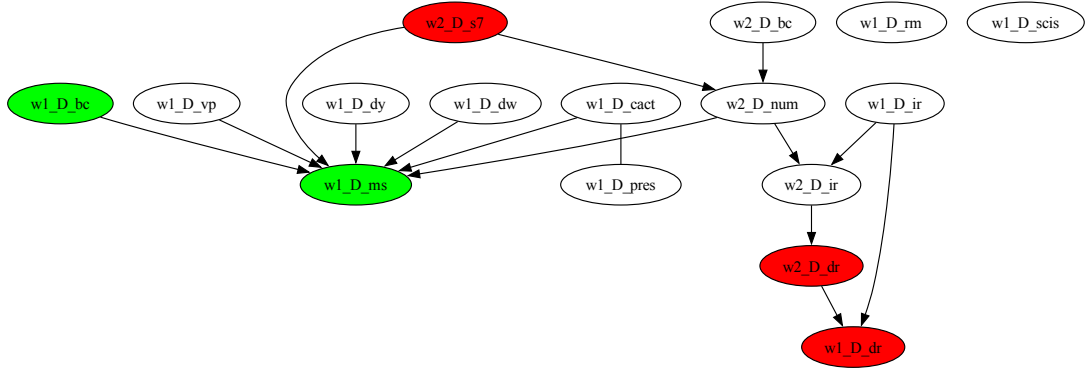 w2_D_s7
w2_D_bc
w1_D_rm
w1_D_scis
w1_D_bc
w1_D_vp
w1_D_dy
w1_D_dw
w1_D_cact
w2_D_num
w1_D_ir
w1_D_ms
w1_D_pres
w2_D_ir
w2_D_dr
w1_D_dr